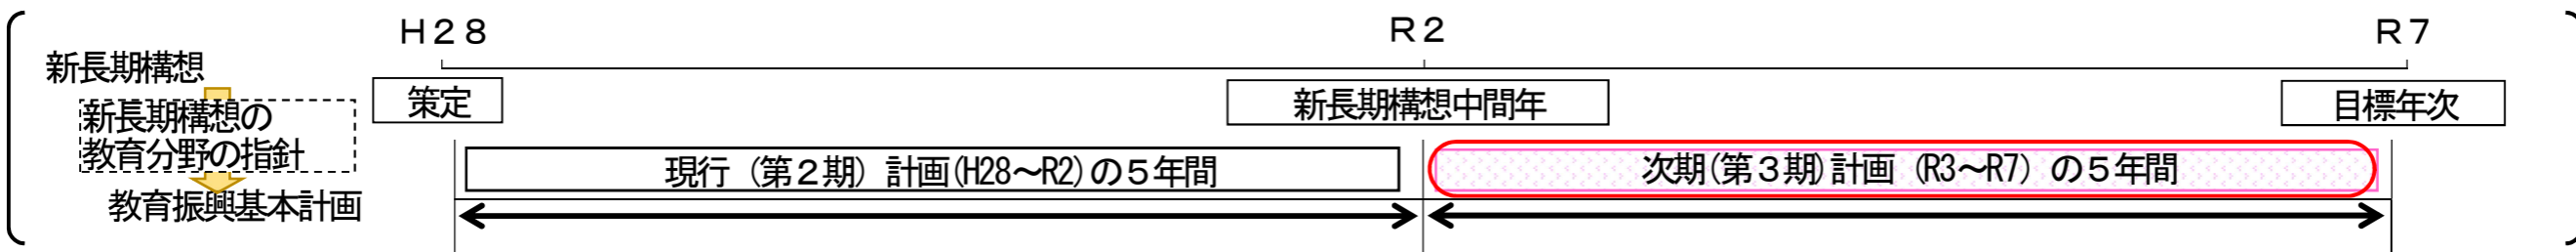 H28
R2
R7
新長期構想
策定
新長期構想中間年
目標年次
新長期構想の
教育分野の指針
現行（第２期）計画(H28～R2)の５年間
次期(第３期)計画（R3～R7）の５年間
教育振興基本計画